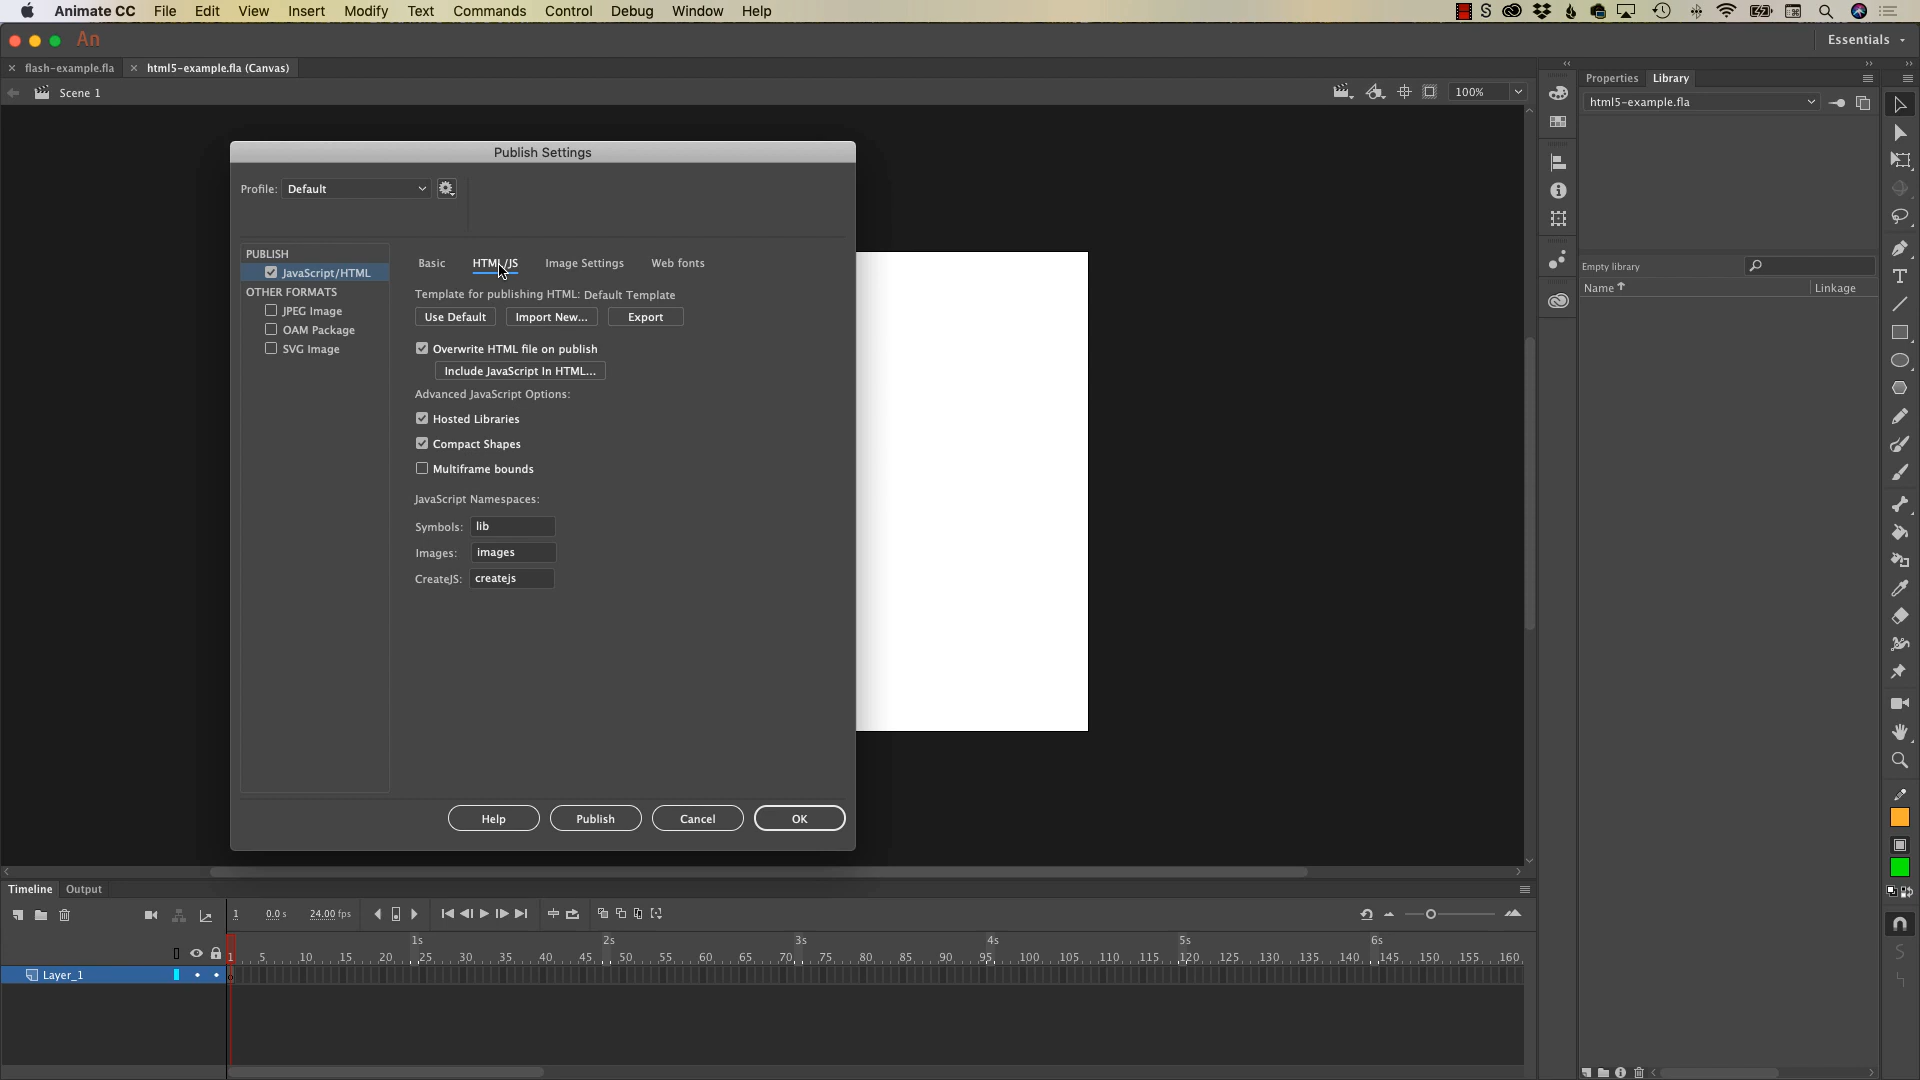 Animate CC File Edit View Insert Modify Text Commands Control Debug Window Help
An
Essentials
flash-example.fla
html5-example.fla (Canvas)
Scene 1
100%
Properties
Library
html5-example.fla
Empty library
Name
Linkage
Publish Settings
Profile: Default
PUBLISH
JavaScript/HTML
OTHER FORMATS
JPEG Image
OAM Package
SVG Image
Basic
HTML/JS
Image Settings
Web fonts
Template for publishing HTML: Default Template
Use Default
Import New...
Export
Overwrite HTML file on publish
Include JavaScript In HTML...
Advanced JavaScript Options:
Hosted Libraries
Compact Shapes
Multiframe bounds
JavaScript Namespaces:
Symbols: lib
Images: images
CreateJS: createjs
Help
Publish
Cancel
OK
Timeline
Output
1 0.0 s 24.00 fps
1s 2s 3s 4s 5s 6s
1 5 10 15 20 25 30 35 40 45 50 55 60 65 70 75 80 85 90 95 100 105 110 115 120 125 130 135 140 145 150 155 160
Layer_1